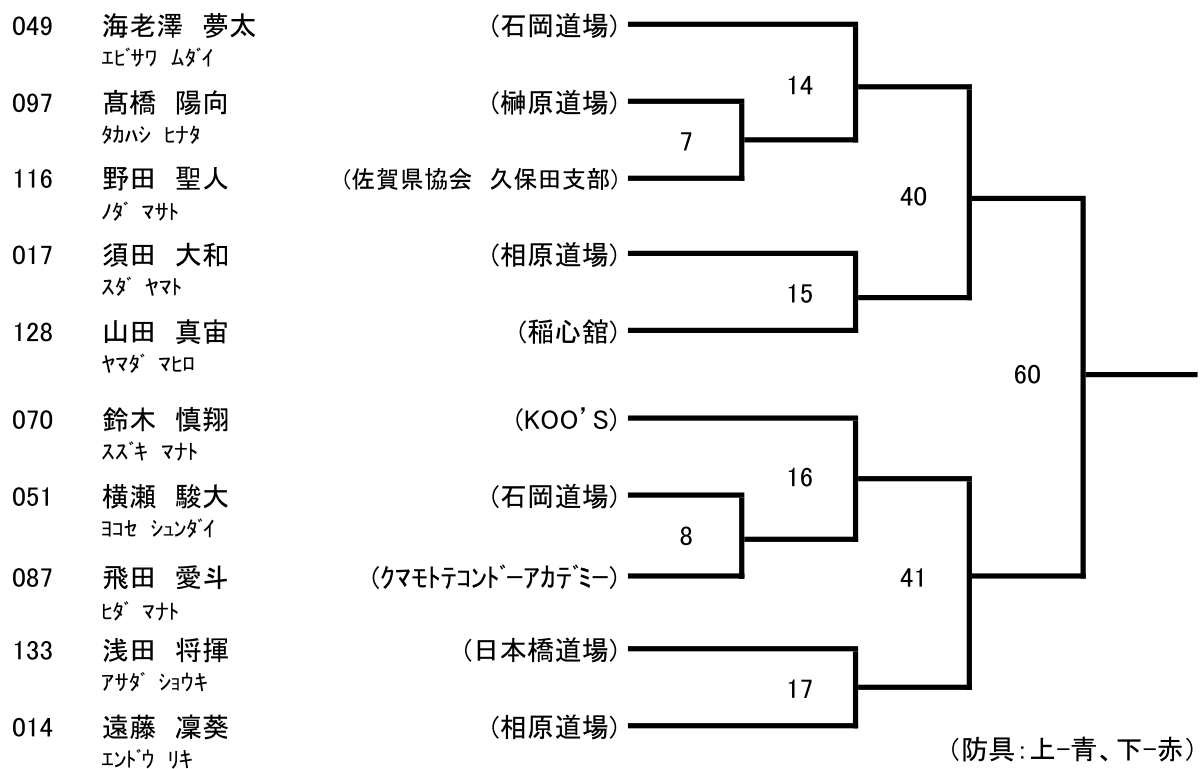 049 海老澤 夢太 (石岡道場)
ｴﾋﾞｻﾜ ﾑﾀﾞｲ
14
097 髙橋 陽向 (榊原道場)
ﾀｶﾊｼ ﾋﾅﾀ
7
116 野田 聖人 (佐賀県協会 久保田支部)
ﾉﾀﾞ ﾏｻﾄ
40
017 須田 大和 (相原道場)
ｽﾀﾞ ﾔﾏﾄ
15
128 山田 真宙 (稲心舘)
ﾔﾏﾀﾞ ﾏﾋﾛ
60
070 鈴木 慎翔 (KOO'S)
ｽｽﾞｷ ﾏﾅﾄ
16
051 横瀬 駿大 (石岡道場)
ﾖｺｾ ｼｭﾝﾀﾞｲ
8
087 飛田 愛斗 (ｸﾏﾓﾄﾃｺﾝﾄﾞｰｱｶﾃﾞﾐｰ)
ﾋﾀﾞ ﾏﾅﾄ
41
133 浅田 将揮 (日本橋道場)
ｱｻﾀﾞ ｼｮｳｷ
17
014 遠藤 凜葵 (相原道場)
ｴﾝﾄﾞｳ ﾘｷ
(防具:上-青、下-赤)